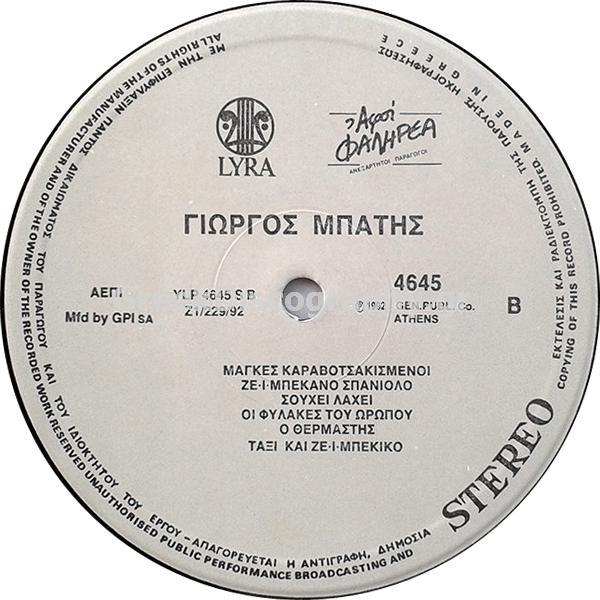 LYRA
Αφοί
ΦΑΛΗΡΕΑ
ΑΝΕΞΑΡΤΗΤΟΙ ΠΑΡΑΓΩΓΟΙ
ΓΙΩΡΓΟΣ ΜΠΑΤΗΣ
ΑΕΠΙ
Mfd by GPI SA
YLP 4645 S B
Z1/229/92
4645
Ⓟ 1992 GEN.PUBL. Co.
ATHENS
B
ΜΑΓΚΕΣ ΚΑΡΑΒΟΤΣΑΚΙΣΜΕΝΟΙ
ΖΕ·Ι·ΜΠΕΚΑΝΟ ΣΠΑΝΙΟΛΟ
ΣΟΥΧΕΙ ΛΑΧΕΙ
ΟΙ ΦΥΛΑΚΕΣ ΤΟΥ ΩΡΩΠΟΥ
Ο ΘΕΡΜΑΣΤΗΣ
ΤΑΞΙ ΚΑΙ ΖΕ·Ι·ΜΠΕΚΙΚΟ
STEREO
ΜΕ ΤΗΝ ΕΠΙΦΥΛΑΞΙΝ ΠΑΝΤΟΣ ΔΙΚΑΙΩΜΑΤΟΣ ΤΟΥ ΠΑΡΑΓΩΓΟΥ ΚΑΙ ΤΟΥ ΙΔΙΟΚΤΗΤΟΥ ΤΟΥ ΕΡΓΟΥ – ΑΠΑΓΟΡΕΥΕΤΑΙ Η ΑΝΤΙΓΡΑΦΗ, ΔΗΜΟΣΙΑ
ΕΚΤΕΛΕΣΙΣ ΚΑΙ ΡΑΔΙΕΚΠΟΜΠΗ ΤΗΣ ΠΑΡΟΥΣΗΣ ΗΧΟΓΡΑΦΗΣΕΩΣ
ALL RIGHTS OF THE MANUFACTURER AND OF THE OWNER OF THE RECORDED WORK RESERVED UNAUTHORISED PUBLIC PERFORMANCE BROADCASTING AND
COPYING OF THIS RECORD PROHIBITED. MADE IN GREECE